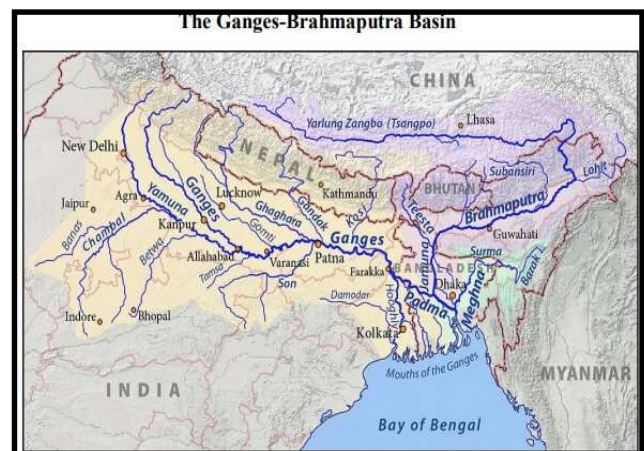 The Ganges-Brahmaputra Basin
CHINA
Lhasa
Yarlung Zangbo (Tsangpo)
New Delhi
NEPAL
Subansiri
Lohit
BHUTAN
Kathmandu
Agra
Yamuna
Ganges
Lucknow
Ghaghara
Gandak
Kosi
Teesta
Brahmaputra
Jaipur
Banas
Chambal
Kanpur
Gomti
Guwahati
Betwa
Ganges
Patna
Jamuna
Surma
Allahabad
Varanasi
Farakka
BANGLADESH
Barak
Tamsa
Son
Dhaka
Meghna
Padma
Damodar
Hooghly
Indore
Bhopal
Kolkata
Mouths of the Ganges
MYANMAR
INDIA
Bay of Bengal